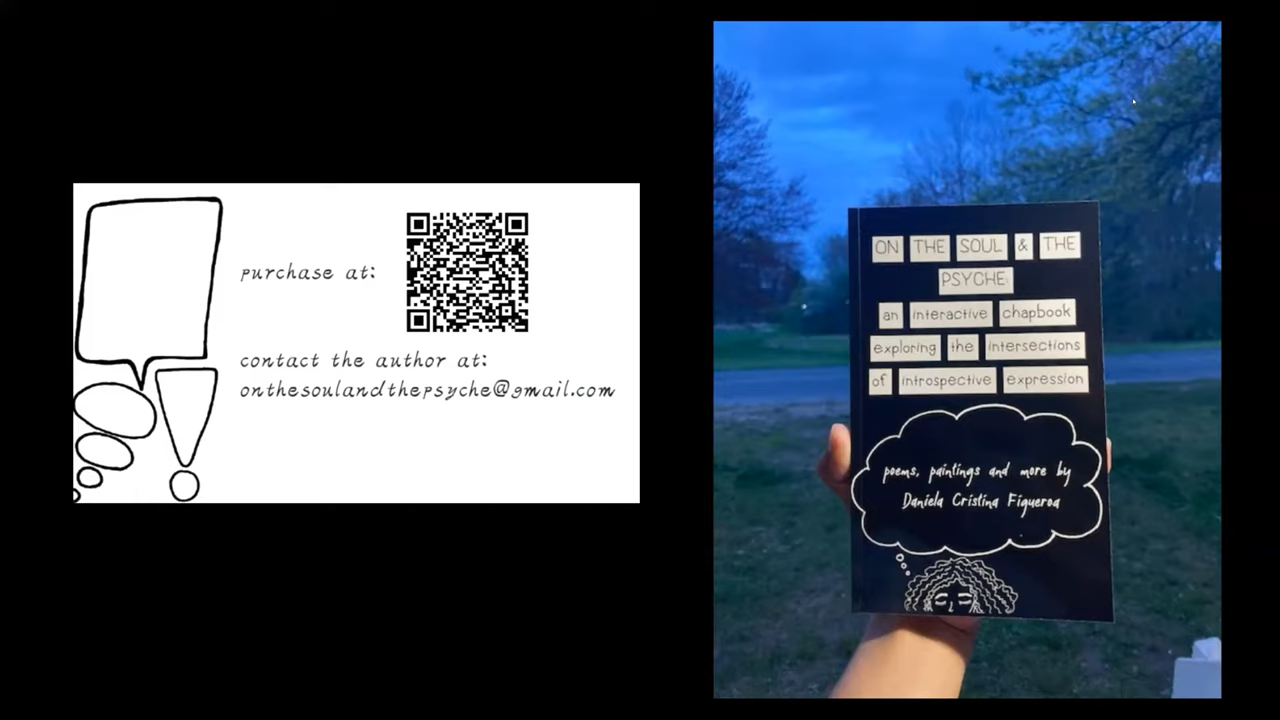 purchase at:
contact the author at:
onthesoulandthepsyche@gmail.com
ON THE SOUL & THE
PSYCHE:
an interactive chapbook
exploring the intersections
of introspective expression
poems, paintings and more by
Daniela Cristina Figueroa